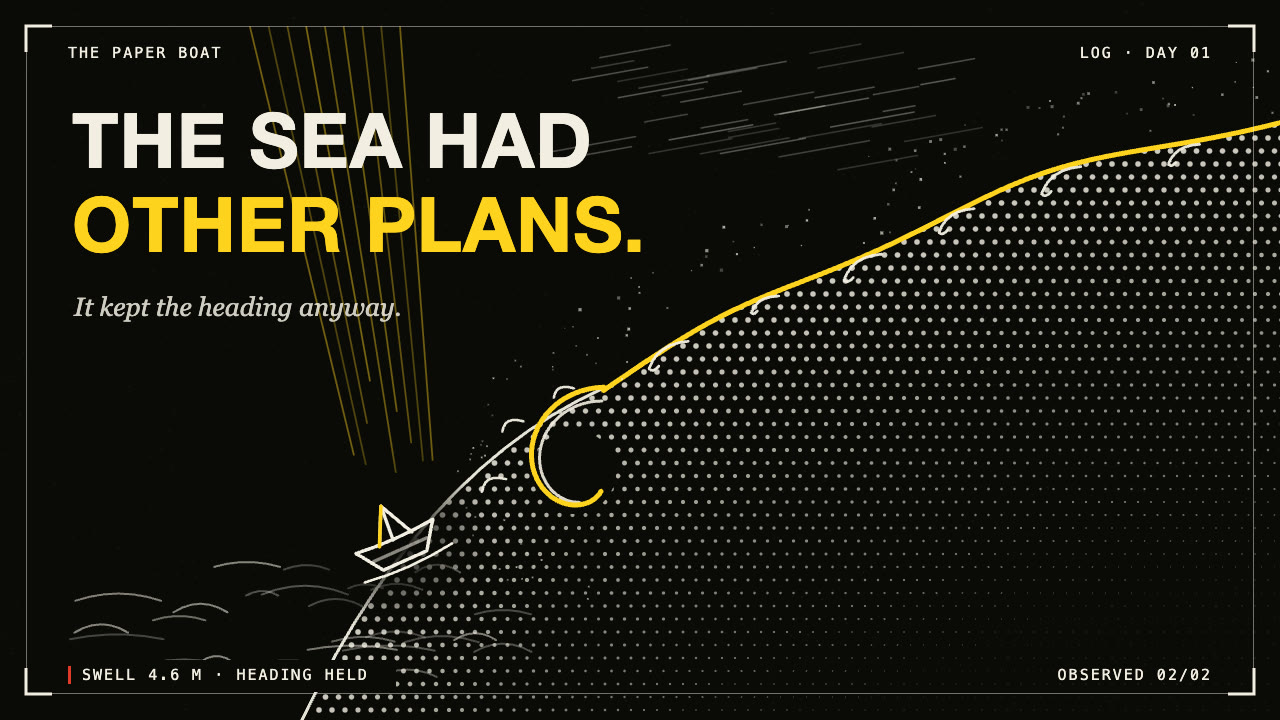 THE PAPER BOAT
LOG · DAY 01
THE SEA HAD
OTHER PLANS.
It kept the heading anyway.
SWELL 4.6 M · HEADING HELD
OBSERVED 02/02